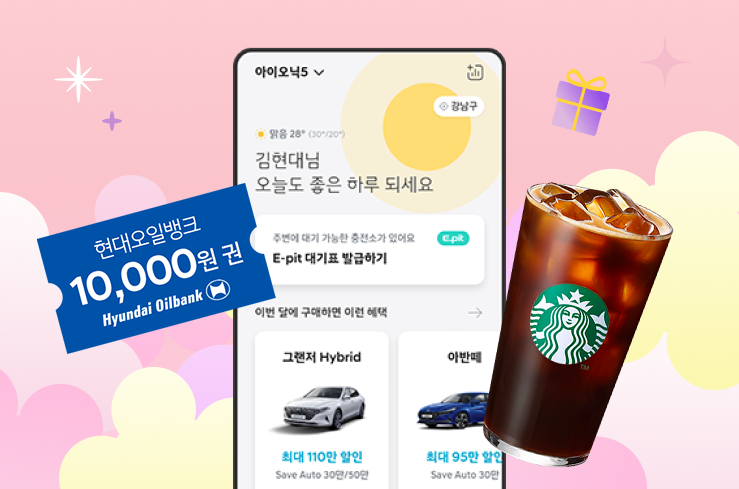 아이오닉5
강남구
맑음 28° (30°/20°)
김현대님
오늘도 좋은 하루 되세요
현대오일뱅크
10,000원 권
Hyundai Oilbank
주변에 대기 가능한 충전소가 있어요
E-pit
E-pit 대기표 발급하기
이번 달에 구매하면 이런 혜택
그랜저 Hybrid
아반떼
최대 110만 할인
최대 95만 할인
Save Auto 30만/50만
Save Auto 30만
STARBUCKS
TM